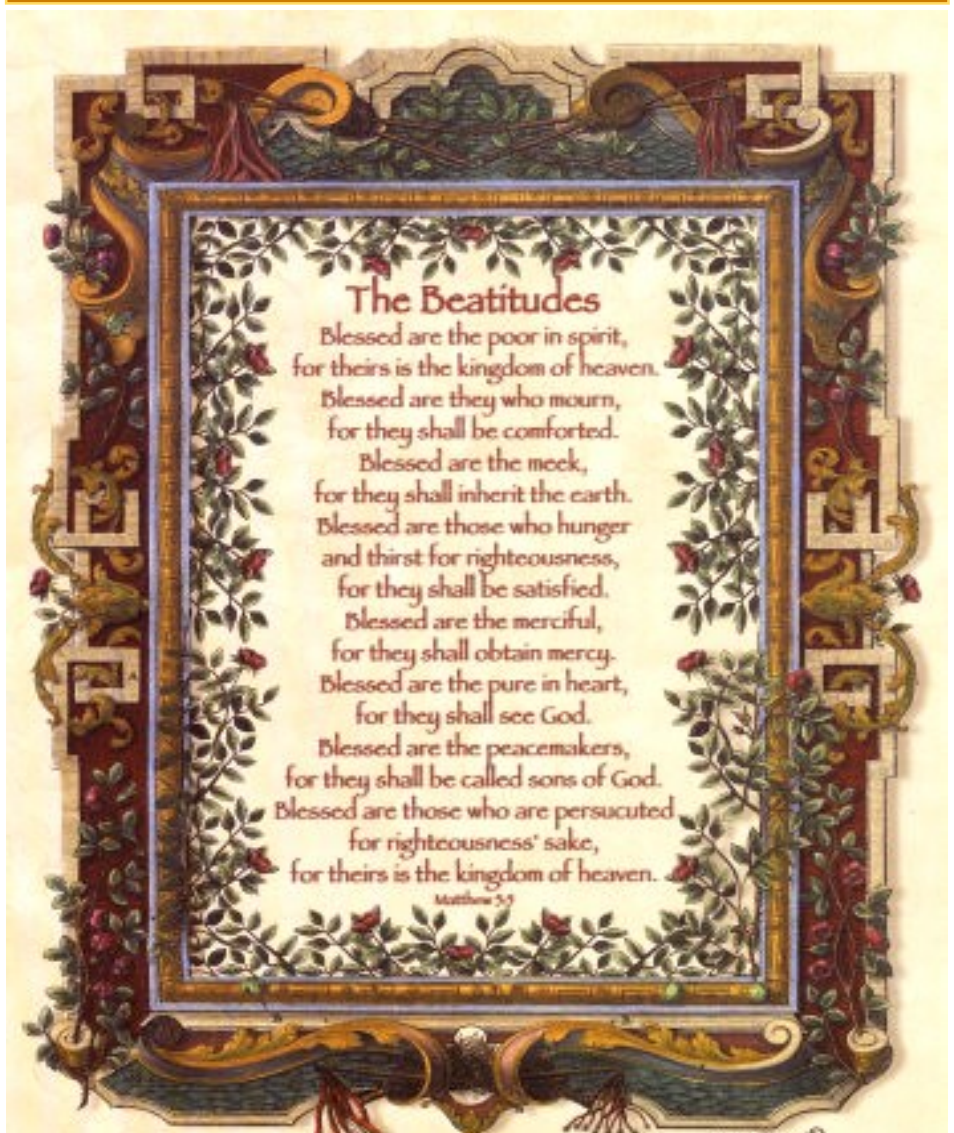 The Beatitudes
Blessed are the poor in spirit,
for theirs is the kingdom of heaven.
Blessed are they who mourn,
for they shall be comforted.
Blessed are the meek,
for they shall inherit the earth.
Blessed are those who hunger
and thirst for righteousness,
for they shall be satisfied.
Blessed are the merciful,
for they shall obtain mercy.
Blessed are the pure in heart,
for they shall see God.
Blessed are the peacemakers,
for they shall be called sons of God.
Blessed are those who are persucuted
for righteousness' sake,
for theirs is the kingdom of heaven.
Matthew 5:3